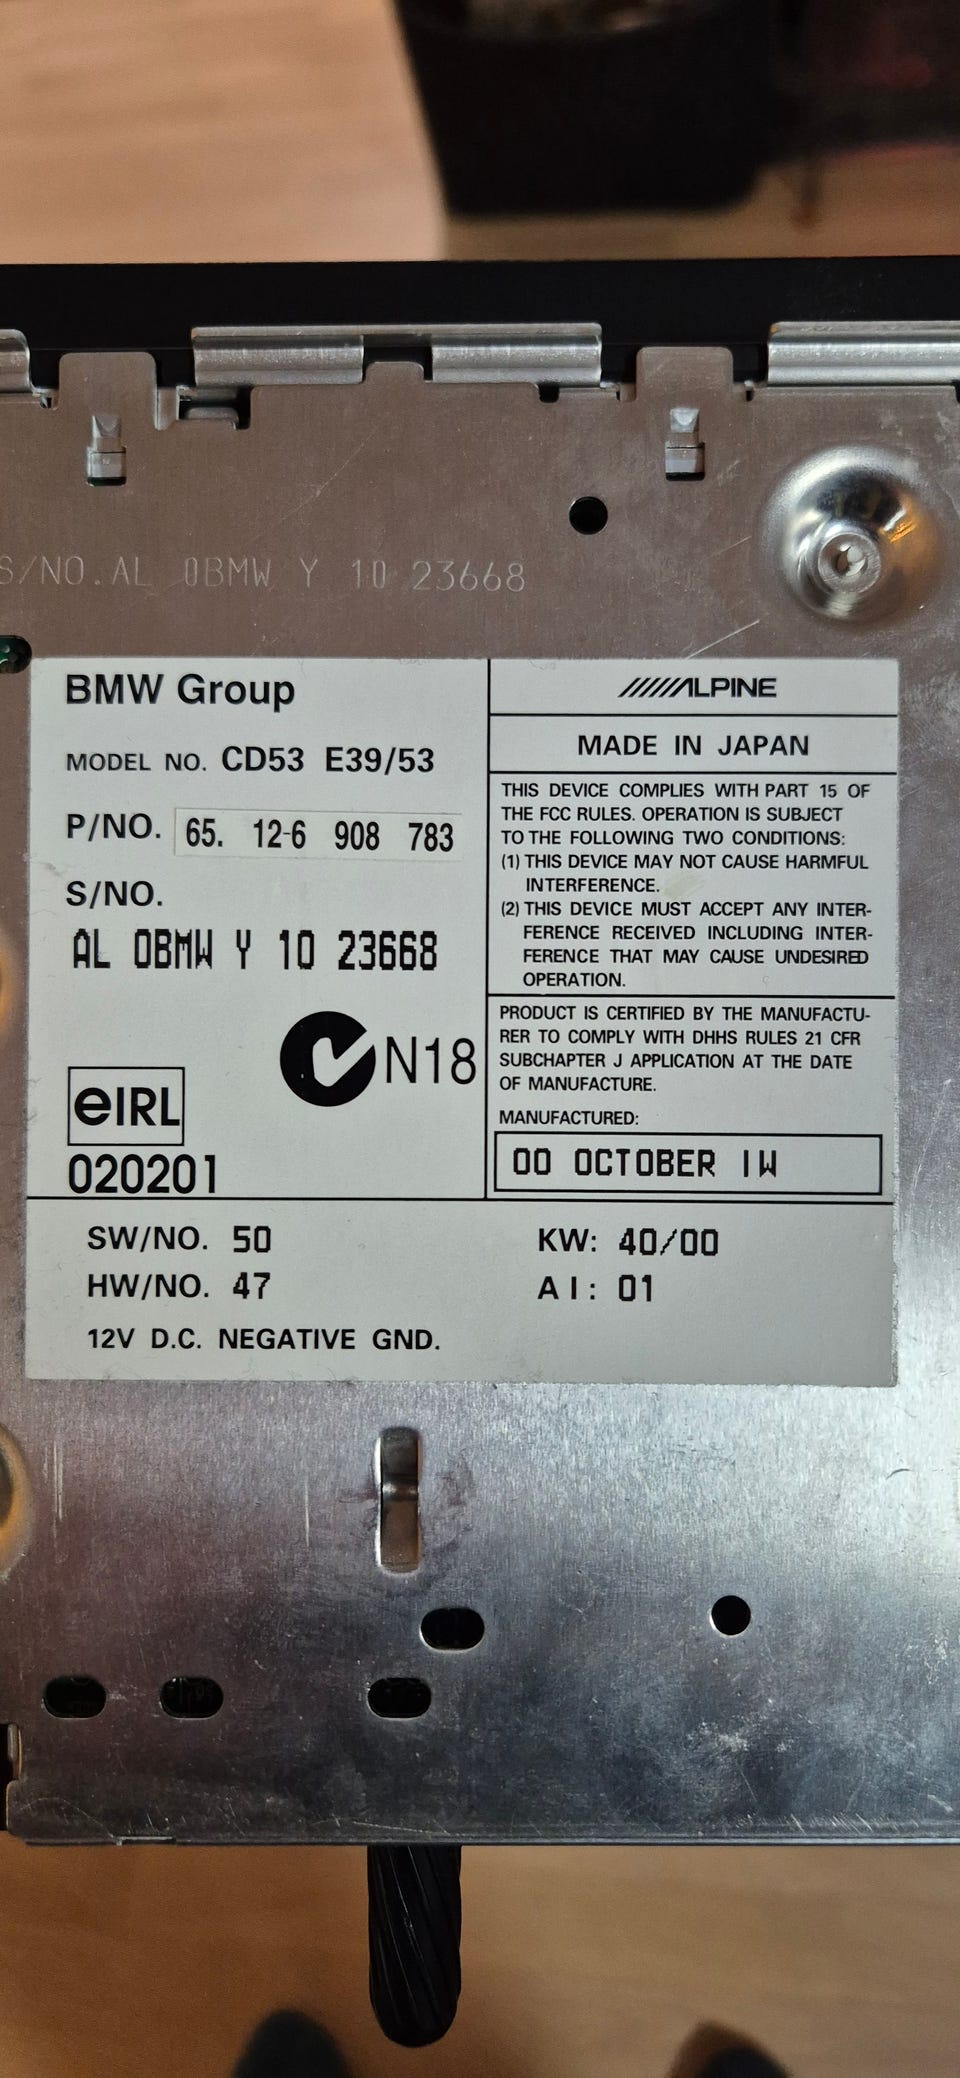 S/NO. AL 0BMW Y 10 23668
BMW Group
MODEL NO. CD53 E39/53
P/NO. 65. 12-6 908 783
S/NO.
AL 0BMW Y 10 23668
N18
eIRL
020201
ALPINE
MADE IN JAPAN
THIS DEVICE COMPLIES WITH PART 15 OF
THE FCC RULES. OPERATION IS SUBJECT
TO THE FOLLOWING TWO CONDITIONS:
(1) THIS DEVICE MAY NOT CAUSE HARMFUL
INTERFERENCE.
(2) THIS DEVICE MUST ACCEPT ANY INTER-
FERENCE RECEIVED INCLUDING INTER-
FERENCE THAT MAY CAUSE UNDESIRED
OPERATION.
PRODUCT IS CERTIFIED BY THE MANUFACTU-
RER TO COMPLY WITH DHHS RULES 21 CFR
SUBCHAPTER J APPLICATION AT THE DATE
OF MANUFACTURE.
MANUFACTURED:
00 OCTOBER 1W
SW/NO. 50
HW/NO. 47
12V D.C. NEGATIVE GND.
KW: 40/00
AI: 01